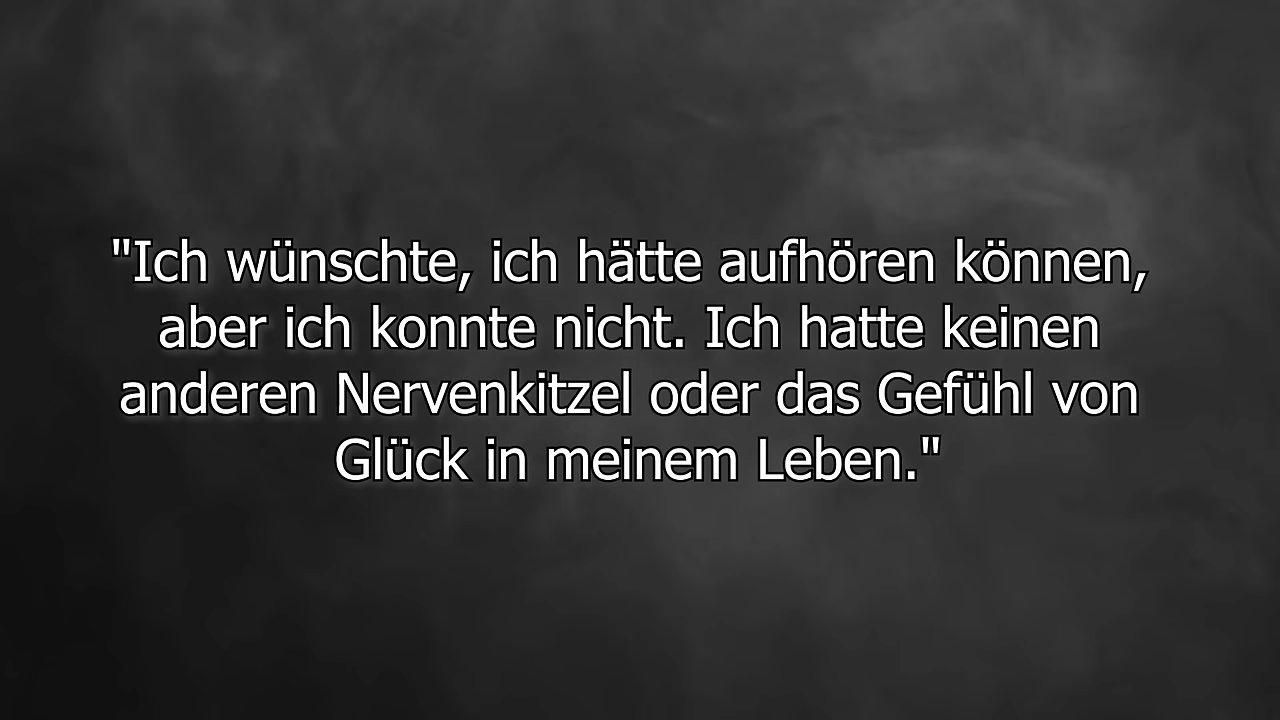 "Ich wünschte, ich hätte aufhören können,
aber ich konnte nicht. Ich hatte keinen
anderen Nervenkitzel oder das Gefühl von
Glück in meinem Leben."